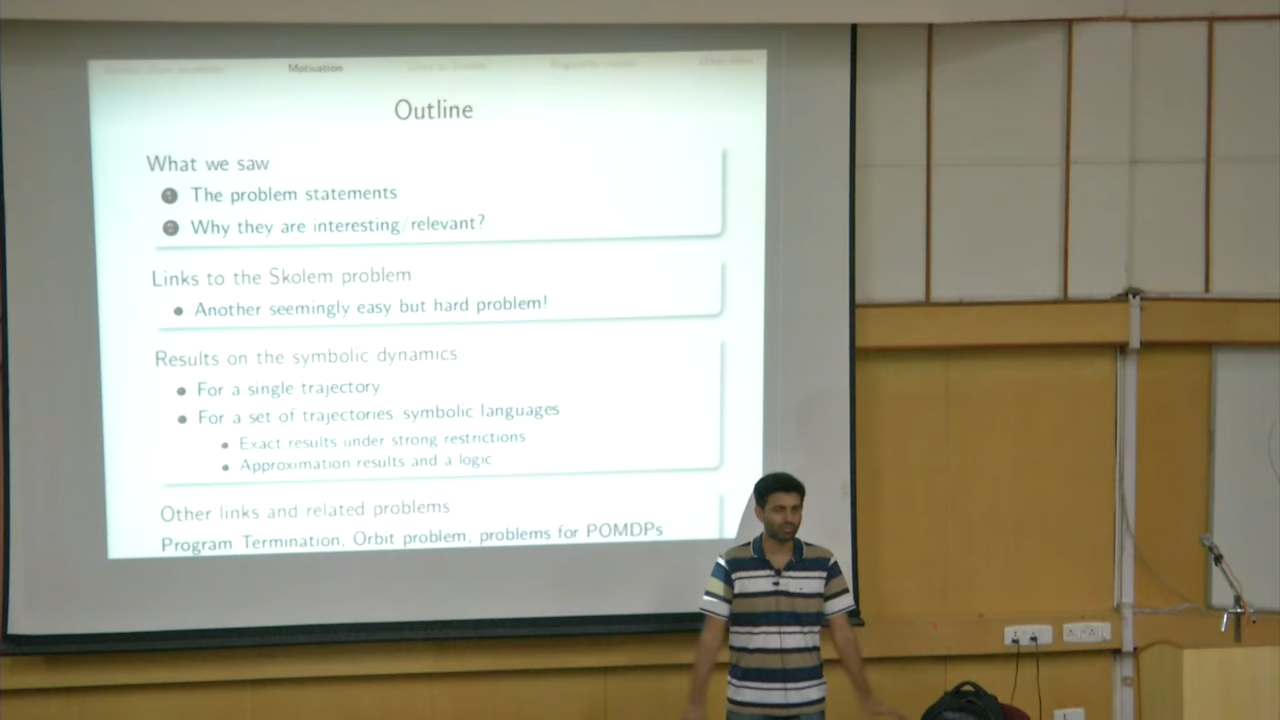 Motivation
Outline
What we saw
1 The problem statements
2 Why they are interesting/relevant?
Links to the Skolem problem
Another seemingly easy but hard problem!
Results on the symbolic dynamics
For a single trajectory
For a set of trajectories symbolic languages
Exact results under strong restrictions
Approximation results and a logic
Other links and related problems
Program Termination, Orbit problem, problems for POMDPs